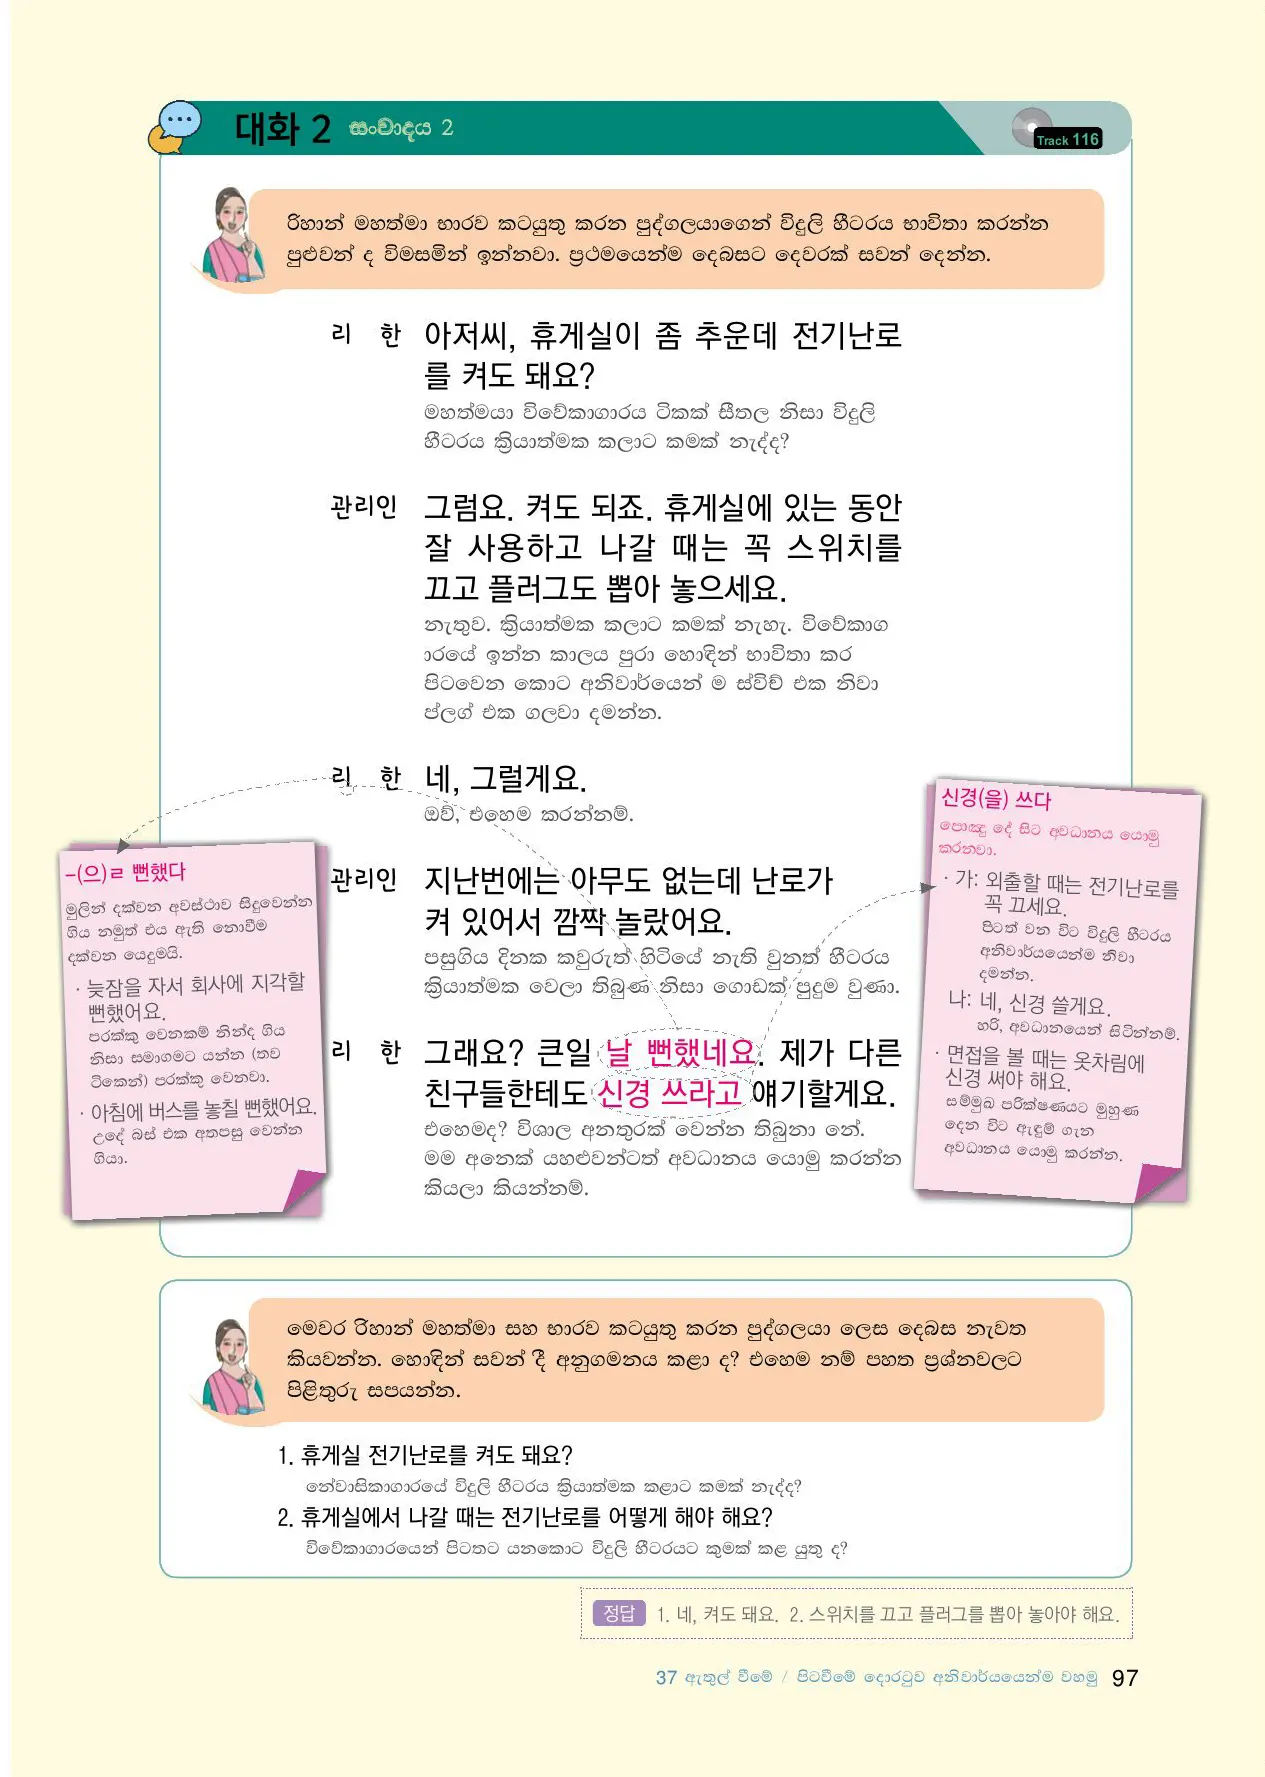 대화 2 සංවාදය 2
Track 116
රිහාන් මහත්මා භාරව කටයුතු කරන පුද්ගලයාගෙන් විදුලි හීටරය භාවිතා කරන්න
පුළුවන් ද විමසමින් ඉන්නවා. ප්‍රථමයෙන්ම දෙබසට දෙවරක් සවන් දෙන්න.
리 한 아저씨, 휴게실이 좀 추운데 전기난로
를 켜도 돼요?
මහත්මයා විවේකාගාරය ටිකක් සීතල නිසා විදුලි
හීටරය ක්‍රියාත්මක කලාට කමක් නැද්ද?
관리인 그럼요. 켜도 되죠. 휴게실에 있는 동안
잘 사용하고 나갈 때는 꼭 스위치를
끄고 플러그도 뽑아 놓으세요.
නැතුව. ක්‍රියාත්මක කලාට කමක් නැහැ. විවේකාග
ාරයේ ඉන්න කාලය පුරා හොඳින් භාවිතා කර
පිටවෙන කොට අනිවාර්යෙන් ම ස්විච් එක නිවා
ප්ලග් එක ගලවා දමන්න.
리 한 네, 그럴게요.
ඔව්, එහෙම කරන්නම්.
관리인 지난번에는 아무도 없는데 난로가
켜 있어서 깜짝 놀랐어요.
පසුගිය දිනක කවුරුත් හිටියේ නැති වුනත් හීටරය
ක්‍රියාත්මක වෙලා තිබුණ නිසා ගොඩක් පුදුම වුණා.
리 한 그래요? 큰일 날 뻔했네요. 제가 다른
친구들한테도 신경 쓰라고 얘기할게요.
එහෙමද? විශාල අනතුරක් වෙන්න තිබුනා නේ.
මම අනෙක් යහළුවන්ටත් අවධානය යොමු කරන්න
කියලා කියන්නම්.
–(으)ㄹ 뻔했다
මුලින් දක්වන අවස්ථාව සිදුවෙන්න
ගිය නමුත් එය ඇති නොවීම
දක්වන යෙදුමයි.
· 늦잠을 자서 회사에 지각할
뻔했어요.
පරක්කු වෙනකම් නින්ද ගිය
නිසා සමාගමට යන්න (තව
ටිකෙන්) පරක්කු වෙනවා.
· 아침에 버스를 놓칠 뻔했어요.
උදේ බස් එක අතපසු වෙන්න
ගියා.
신경(을) 쓰다
පොඤු දේ සිට අවධානය යොමු
කරනවා.
· 가: 외출할 때는 전기난로를
꼭 끄세요.
පිටත් වන විට විදුලි හීටරය
අනිවාර්යයෙන්ම නිවා
දමන්න.
나: 네, 신경 쓸게요.
හරි, අවධානයෙන් සිටින්නම්.
· 면접을 볼 때는 옷차림에
신경 써야 해요.
සම්මුඛ පරික්ෂණයට මුහුණ
දෙන විට ඇඳුම් ගැන
අවධානය යොමු කරන්න.
මෙවර රිහාන් මහත්මා සහ භාරව කටයුතු කරන පුද්ගලයා ලෙස දෙබස නැවත
කියවන්න. හොඳින් සවන් දී අනුගමනය කළා ද? එහෙම නම් පහත ප්‍රශ්නවලට
පිළිතුරු සපයන්න.
1. 휴게실 전기난로를 켜도 돼요?
නේවාසිකාගාරයේ විදුලි හීටරය ක්‍රියාත්මක කළාට කමක් නැද්ද?
2. 휴게실에서 나갈 때는 전기난로를 어떻게 해야 해요?
විවේකාගාරයෙන් පිටතට යනකොට විදුලි හීටරයට කුමක් කළ යුතු ද?
정답 1. 네, 켜도 돼요. 2. 스위치를 끄고 플러그를 뽑아 놓아야 해요.
37 ඇතුල් වීමේ / පිටවීමේ දොරටුව අනිවාර්යයෙන්ම වහමු 97